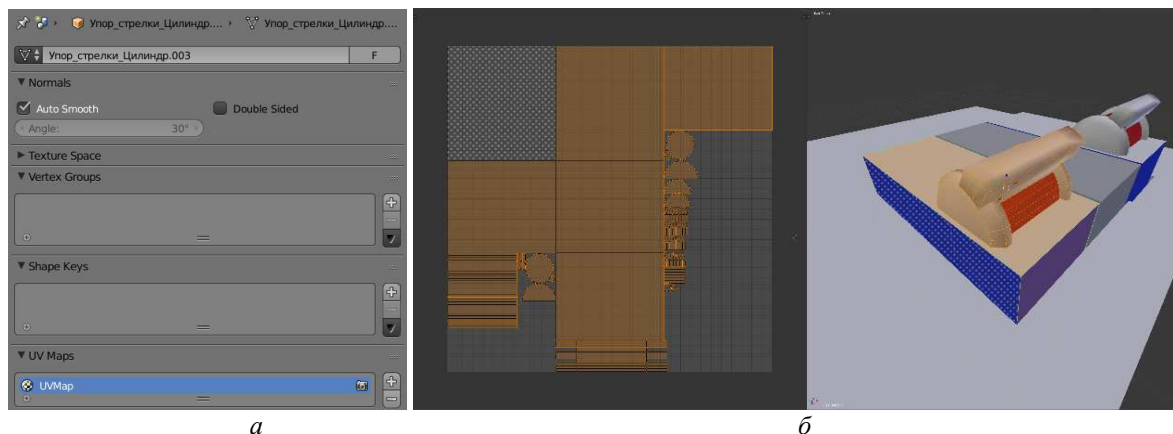 Упор_стрелки_Цилиндр.... Упор_стрелки_Цилиндр....
Упор_стрелки_Цилиндр.003 F
Normals
Auto Smooth Double Sided
Angle: 30°
Texture Space
Vertex Groups
Shape Keys
UV Maps
UVMap
а б